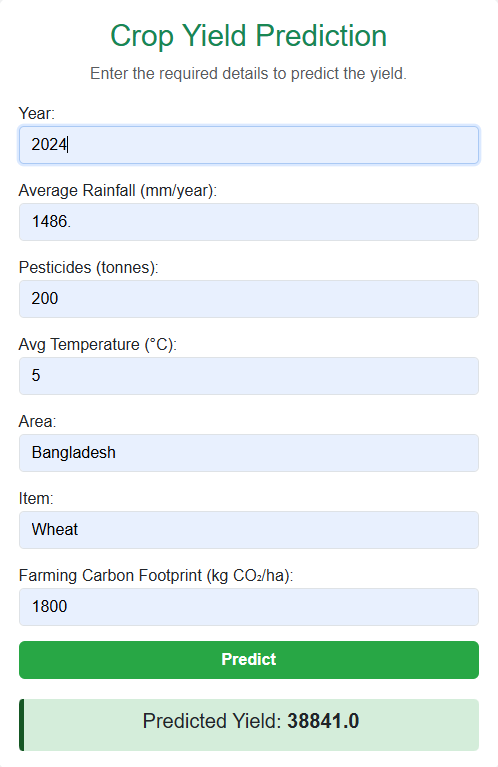 Crop Yield Prediction
Enter the required details to predict the yield.
Year:
2024
Average Rainfall (mm/year):
1486.
Pesticides (tonnes):
200
Avg Temperature (°C):
5
Area:
Bangladesh
Item:
Wheat
Farming Carbon Footprint (kg CO₂/ha):
1800
Predict
Predicted Yield: 38841.0